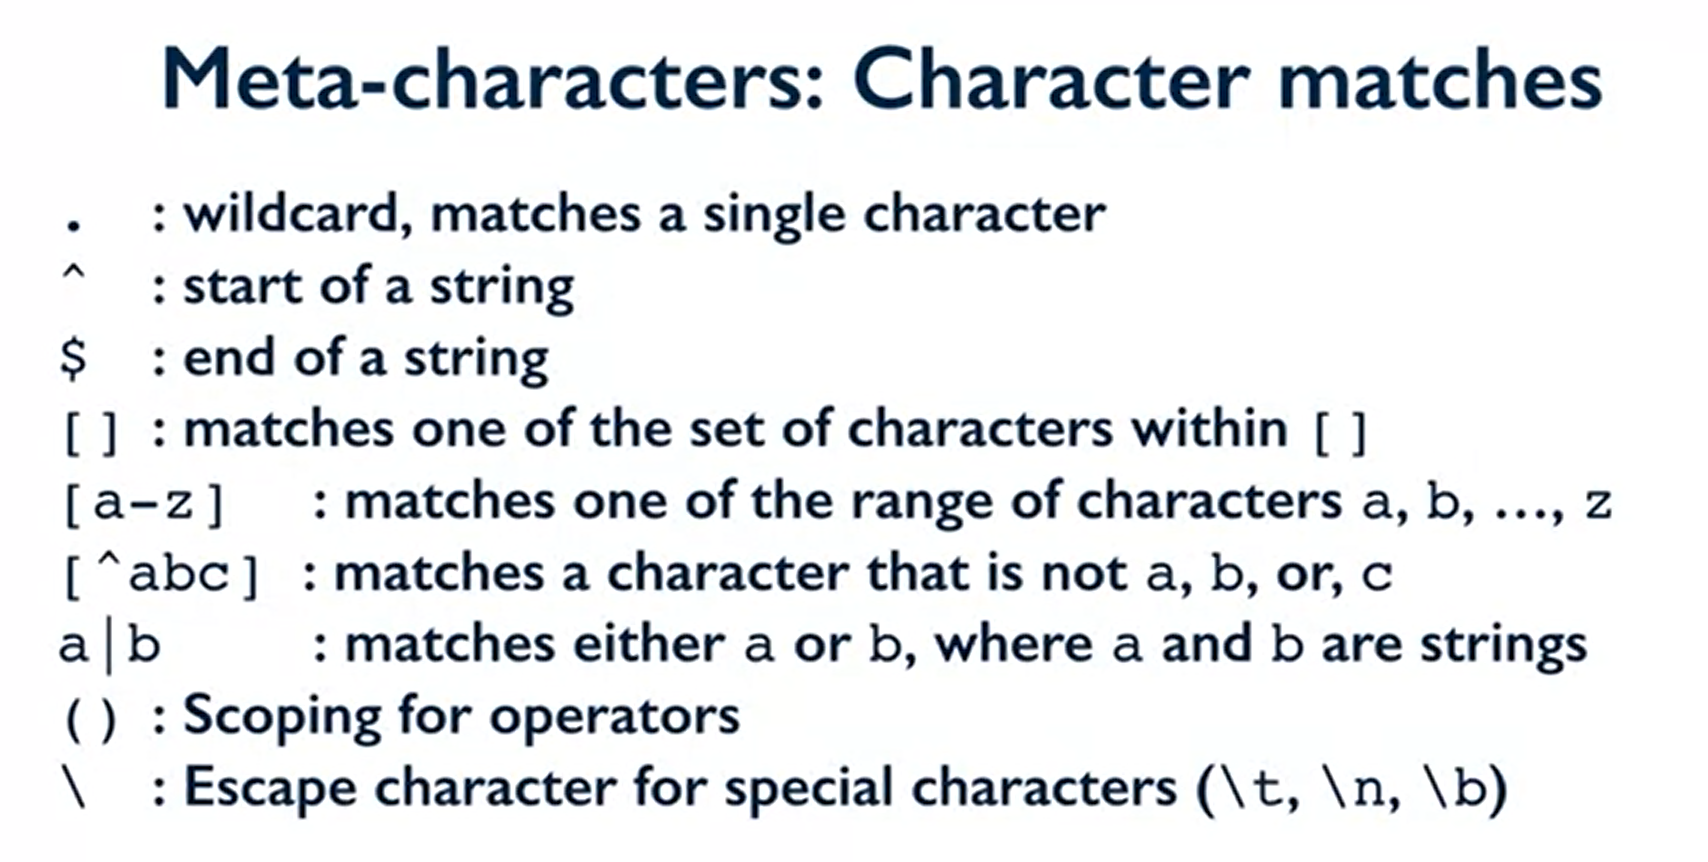 Meta-characters: Character matches
. : wildcard, matches a single character
^ : start of a string
$ : end of a string
[] : matches one of the set of characters within []
[a-z] : matches one of the range of characters a, b, ..., z
[^abc] : matches a character that is not a, b, or, c
a|b : matches either a or b, where a and b are strings
() : Scoping for operators
\ : Escape character for special characters (\t, \n, \b)